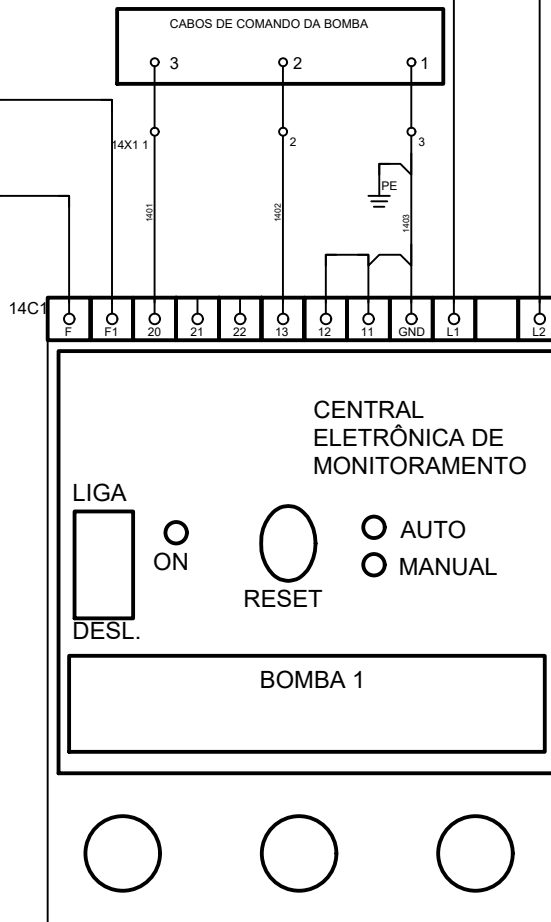 CABOS DE COMANDO DA BOMBA
3 2 1
14X1 1 2 3
PE
1401 1402 1403
14C1
F F1 20 21 22 13 12 11 GND L1 L2
CENTRAL
ELETRÔNICA DE
MONITORAMENTO
LIGA
AUTO
ON
MANUAL
RESET
DESL.
BOMBA 1